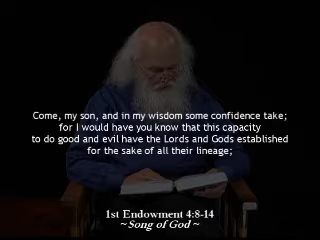 Come, my son, and in my wisdom some confidence take;
for I would have you know that this capacity
to do good and evil have the Lords and Gods established
for the sake of all their lineage;
1st Endowment 4:8-14
~Song of God~